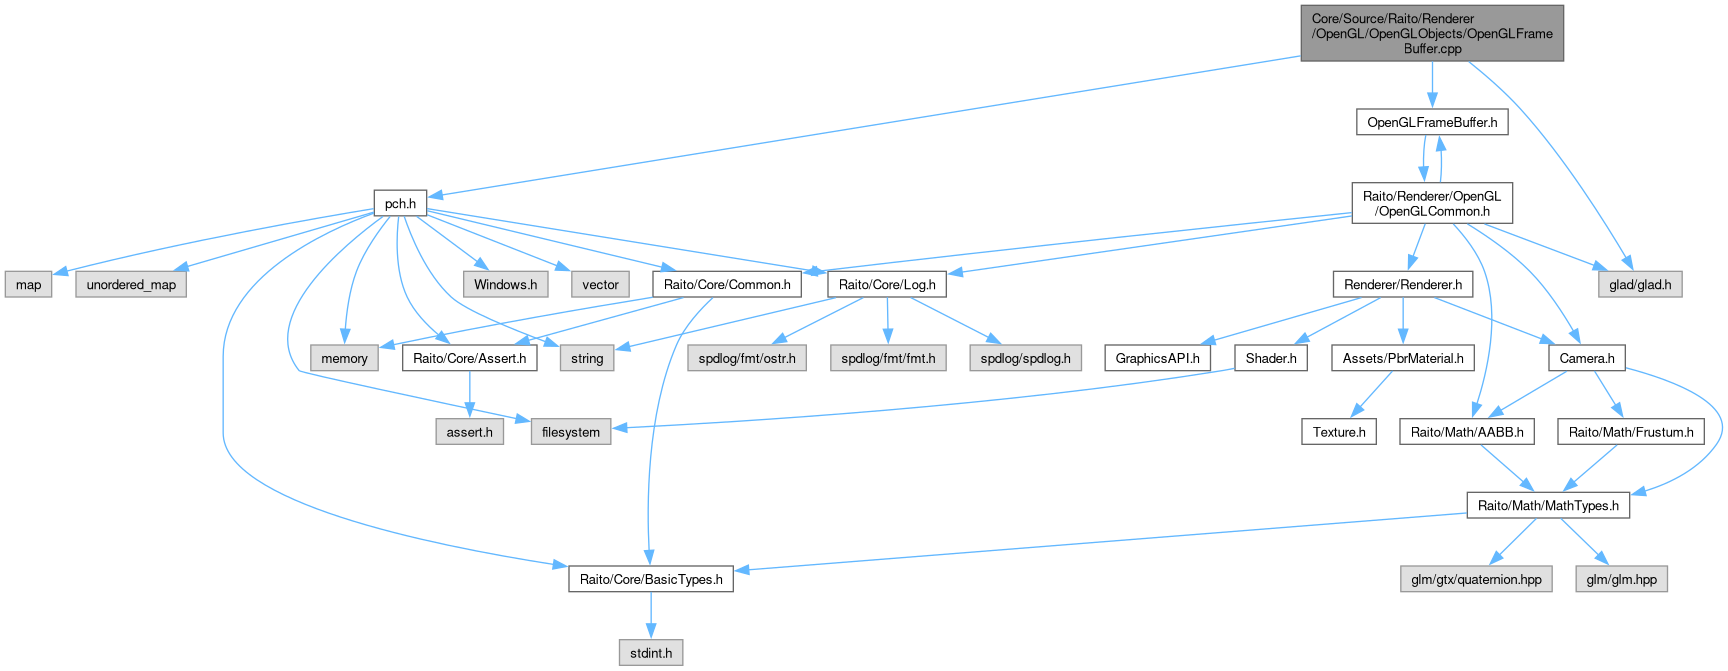 Core/Source/Raito/Renderer
/OpenGL/OpenGLObjects/OpenGLFrame
Buffer.cpp
OpenGLFrameBuffer.h
pch.h
Raito/Renderer/OpenGL
/OpenGLCommon.h
map
unordered_map
Windows.h
vector
Raito/Core/Common.h
Raito/Core/Log.h
Renderer/Renderer.h
glad/glad.h
memory
Raito/Core/Assert.h
string
spdlog/fmt/ostr.h
spdlog/fmt/fmt.h
spdlog/spdlog.h
GraphicsAPI.h
Shader.h
Assets/PbrMaterial.h
Camera.h
assert.h
filesystem
Texture.h
Raito/Math/AABB.h
Raito/Math/Frustum.h
Raito/Math/MathTypes.h
Raito/Core/BasicTypes.h
glm/gtx/quaternion.hpp
glm/glm.hpp
stdint.h